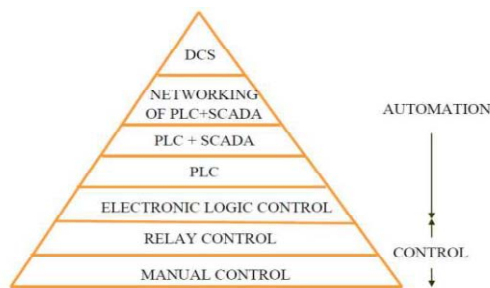 DCS
NETWORKING
OF PLC+SCADA
PLC + SCADA
PLC
ELECTRONIC LOGIC CONTROL
RELAY CONTROL
MANUAL CONTROL
AUTOMATION
CONTROL